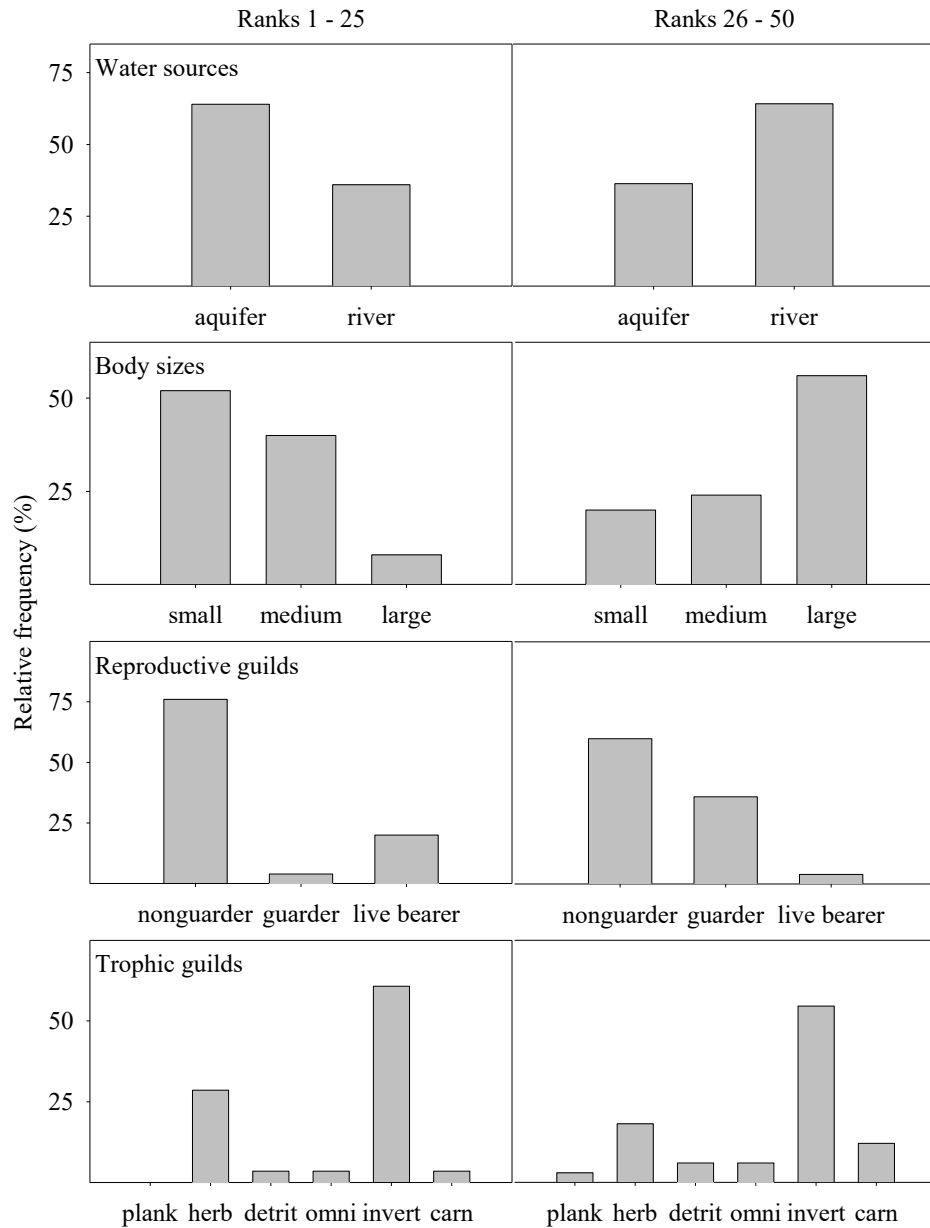 Ranks 1 - 25 Ranks 26 - 50
Water sources
75
50
25
aquifer river aquifer river
Body sizes
50
25
small medium large small medium large
Relative frequency (%)
Reproductive guilds
75
50
25
nonguarder guarder live bearer nonguarder guarder live bearer
Trophic guilds
50
25
plank herb detrit omni invert carn plank herb detrit omni invert carn